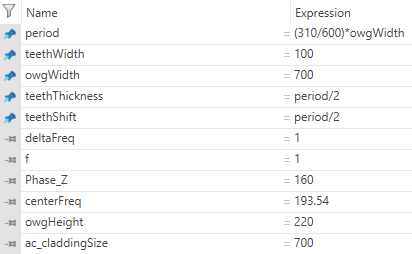 Name Expression
period = (310/600)*owgWidth
teethWidth = 100
owgWidth = 700
teethThickness = period/2
teethShift = period/2
deltaFreq = 1
f = 1
Phase_Z = 160
centerFreq = 193.54
owgHeight = 220
ac_claddingSize = 700